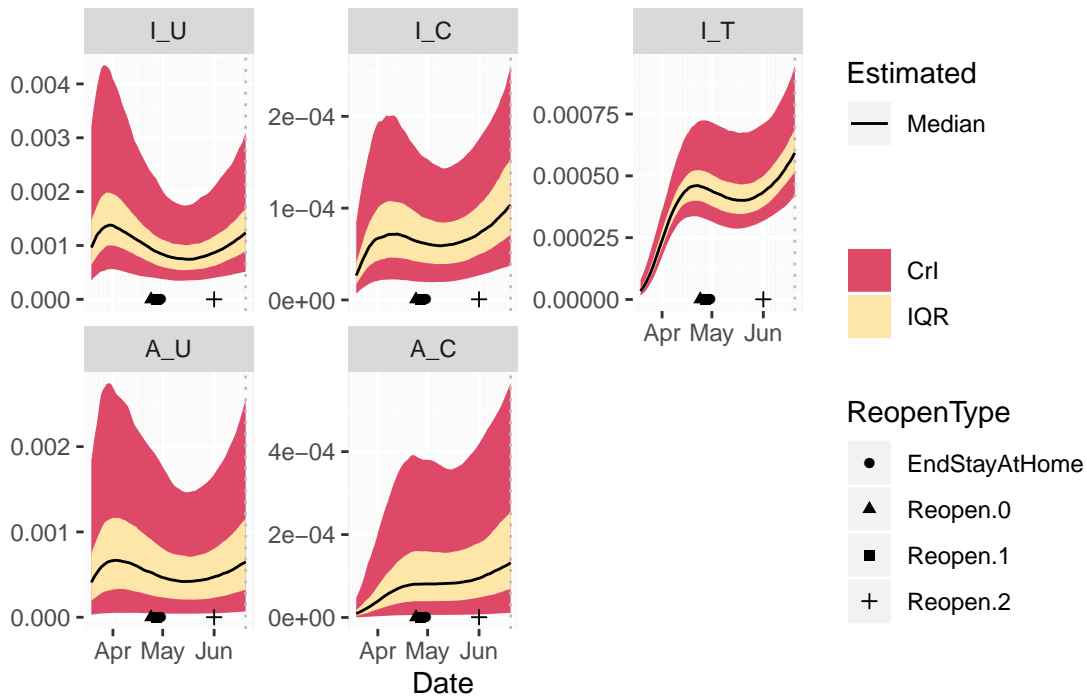 I_U
I_C
I_T
0.004
0.003
0.002
0.001
0.000
2e−04
1e−04
0e+00
0.00075
0.00050
0.00025
0.00000
Apr May Jun
A_U
A_C
0.002
0.001
0.000
4e−04
2e−04
0e+00
Apr May Jun
Apr May Jun
Date
Estimated
Median
CrI
IQR
ReopenType
EndStayAtHome
Reopen.0
Reopen.1
Reopen.2